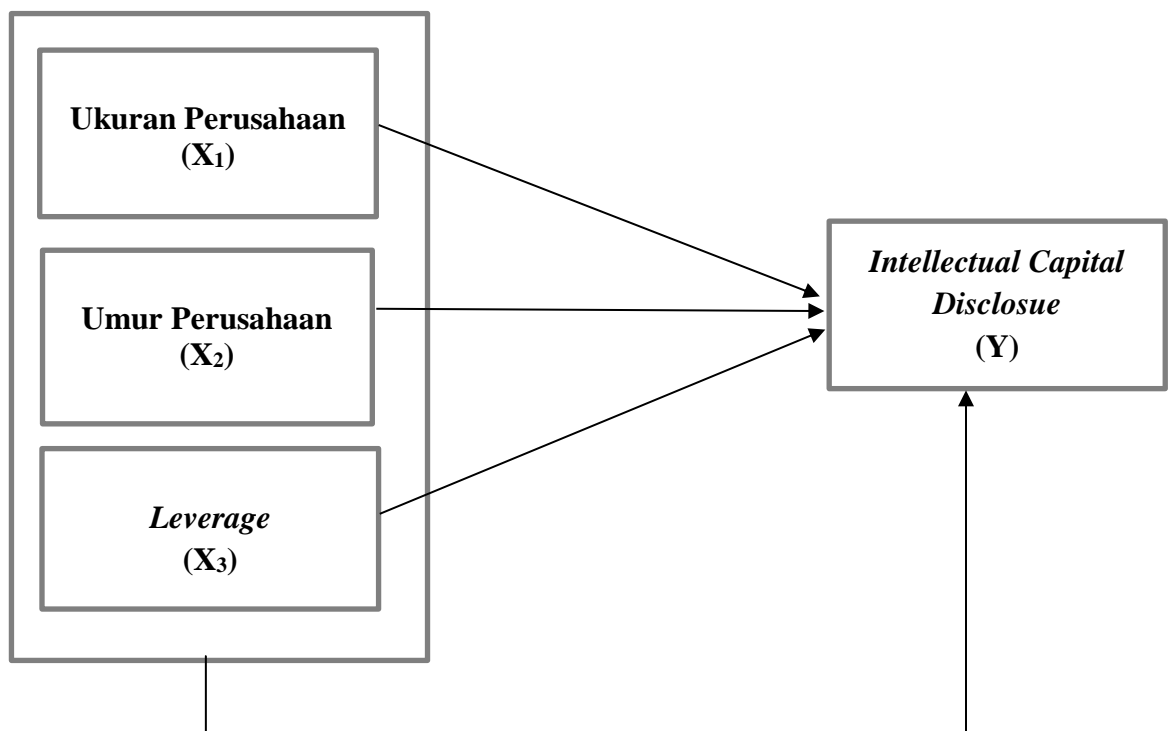 Ukuran Perusahaan
(X₁)
Umur Perusahaan
(X₂)
Leverage
(X₃)
Intellectual Capital
Disclosue
(Y)